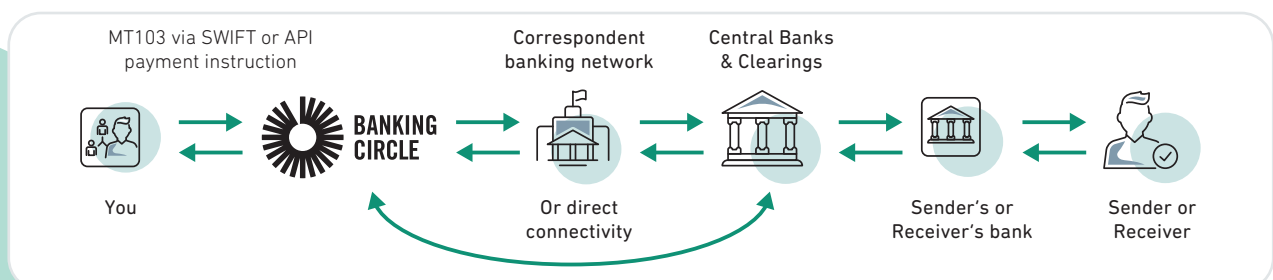 MT103 via SWIFT or API
payment instruction
Correspondent
banking network
Central Banks
& Clearings
BANKING
CIRCLE
You
Or direct
connectivity
Sender's or
Receiver's bank
Sender or
Receiver